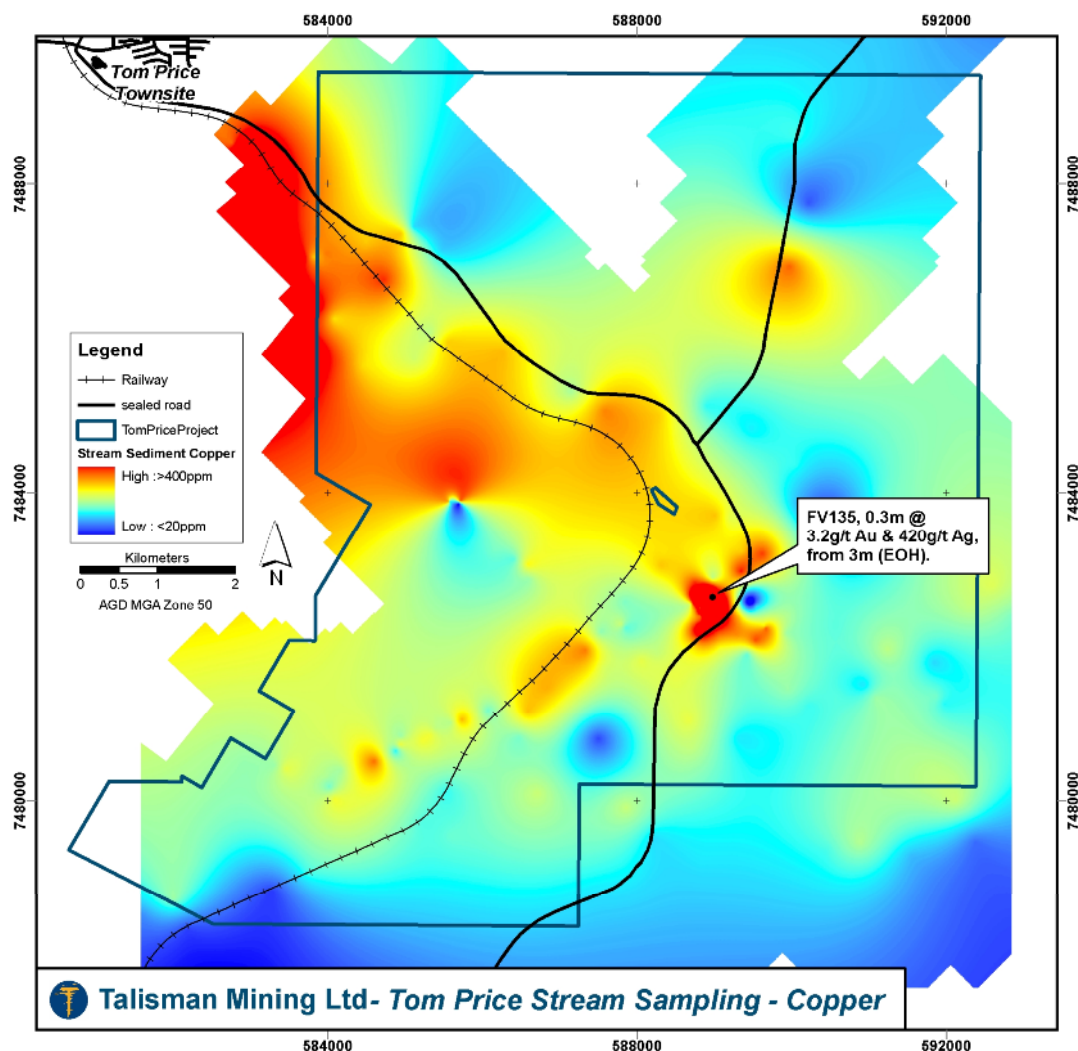 584000 588000 592000
Tom Price
Townsite
7488000 7488000
Legend
Railway
sealed road
TomPriceProject
Stream Sediment Copper
High :>400ppm
Low : <20ppm
Kilometers
0 0.5 1 2
N
AGD MGA Zone 50
7484000 7484000
FV135, 0.3m @
3.2g/t Au & 420g/t Ag,
from 3m (EOH).
7480000 7480000
Talisman Mining Ltd- Tom Price Stream Sampling - Copper
584000 588000 592000